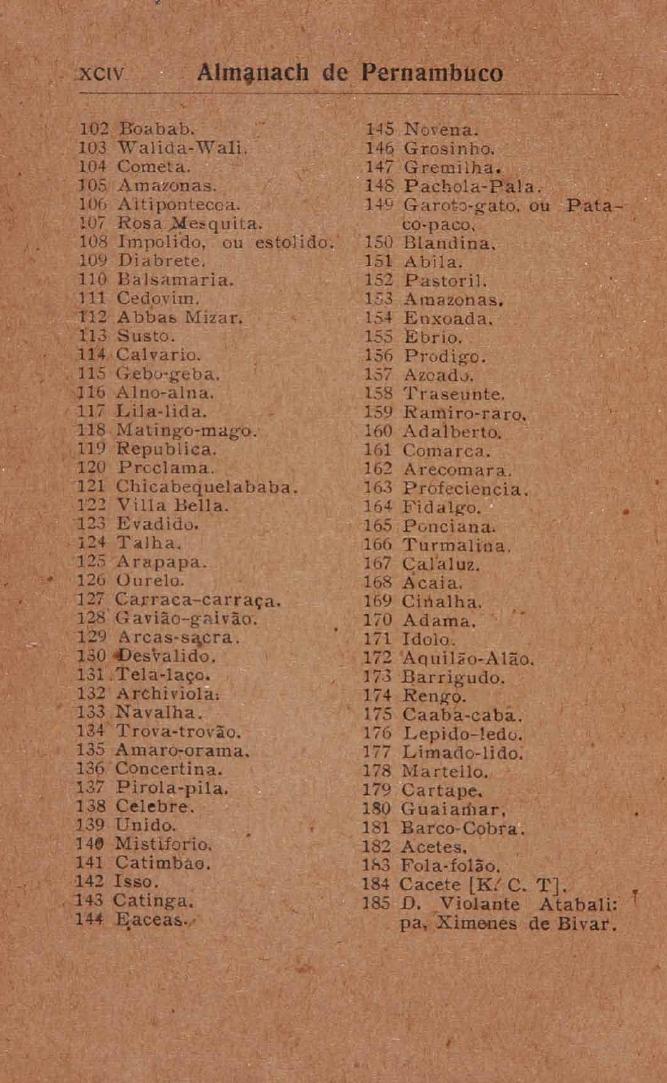 XCIV Almanach de Pernambuco
102 Boabab.
103 Walida-Wali.
104 Cometa.
105 Amazonas.
106 Aitipontecoa.
107 Rosa Mesquita.
108 Impolido, ou estolido.
109 Diabrete.
110 Balsamaria.
111 Cedovim.
112 Abbas Mizar.
113 Susto.
114 Calvario.
115 Gebo-geba.
116 Alno-alna.
117 Lila-lida.
118 Matingo-mago.
119 Republica.
120 Proclama.
121 Chicabequelababa.
122 Villa Bella.
123 Evadido.
124 Talha.
125 Arapapa.
126 Ourelo.
127 Carraca-carraça.
128 Gavião-gaivão.
129 Arcas-sacra.
130 Desvalido.
131 Tela-laço.
132 Archiviola:
133 Navalha.
134 Trova-trovão.
135 Amaro-orama.
136 Concertina.
137 Pirola-pila.
138 Celebre.
139 Unido.
140 Mistiforio.
141 Catimbáo.
142 Isso.
143 Catinga.
144 Eaceas.
145 Novena.
146 Grosinho.
147 Gremilha.
148 Pachola-Pala.
149 Garoto-gato, ou Pata-
co-paco.
150 Blandina.
151 Abila.
152 Pastoril.
153 Amazonas.
154 Enxoada.
155 Ebrio.
156 Prodigo.
157 Azoado.
158 Traseunte.
159 Ramiro-raro.
160 Adalberto.
161 Comarca.
162 Arecomara.
163 Profeciencia.
164 Fidalgo.
165 Ponciana.
166 Turmalina.
167 Calaluz.
168 Acaia.
169 Cinalha.
170 Adama.
171 Idolo.
172 Aquilão-Alão.
173 Barrigudo.
174 Rengo.
175 Caaba-caba.
176 Lepido-ledo.
177 Limado-lido.
178 Martello.
179 Cartape.
180 Guaiamar.
181 Barco-Cobra.
182 Acetes.
183 Fola-folão.
184 Cacete [K. C. T].
185 D. Violante Atabali:
pa, Ximenes de Bivar.